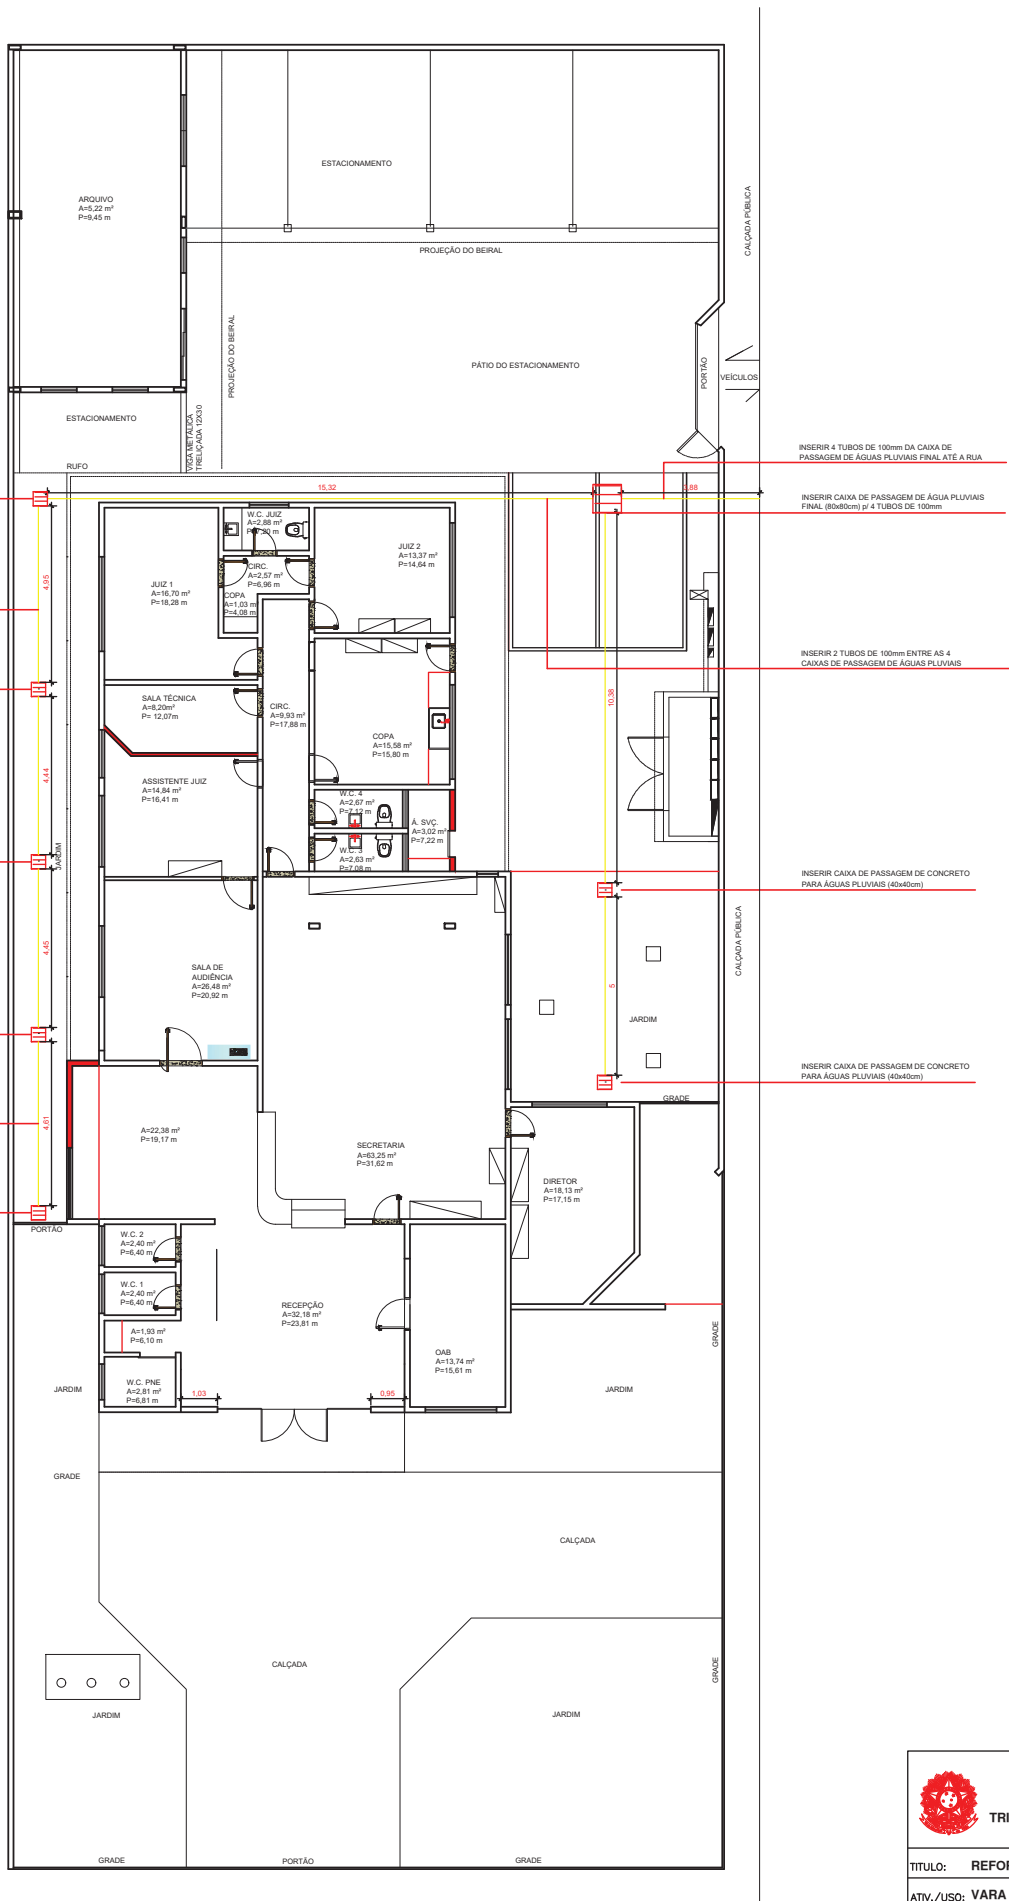 ESTACIONAMENTO
ARQUIVO
A=5,22 m²
P=9,45 m
CALÇADA PÚBLICA
PROJEÇÃO DO BEIRAL
PROJEÇÃO DO BEIRAL
PÁTIO DO ESTACIONAMENTO
PORTÃO
VEÍCULOS
ESTACIONAMENTO
VIGA METÁLICA
TRELIÇADA 12X30
RUFO
INSERIR 4 TUBOS DE 100mm DA CAIXA DE
PASSAGEM DE ÁGUAS PLUVIAIS FINAL ATÉ A RUA
15,32
3,88
INSERIR CAIXA DE PASSAGEM DE ÁGUA PLUVIAIS
FINAL (80x80cm) p/ 4 TUBOS DE 100mm
W.C. JUIZ
A=2,88 m²
P=7,20 m
JUIZ 2
A=13,37 m²
P=14,64 m
CIRC.
A=2,57 m²
P=6,96 m
JUIZ 1
A=16,70 m²
P=18,28 m
COPA
A=1,03 m²
P=4,08 m
4,95
INSERIR 2 TUBOS DE 100mm ENTRE AS 4
CAIXAS DE PASSAGEM DE ÁGUAS PLUVIAIS
10,38
SALA TÉCNICA
A=8,20m²
P= 12,07m
CIRC.
A=9,93 m²
P=17,88 m
COPA
A=15,58 m²
P=15,80 m
ASSISTENTE JUIZ
A=14,84 m²
P=16,41 m
4,44
W.C. 4
A=2,67 m²
P=7,12 m
Á. SVÇ.
A=3,02 m²
P=7,22 m
W.C. 3
A=2,63 m²
P=7,08 m
JARDIM
INSERIR CAIXA DE PASSAGEM DE CONCRETO
PARA ÁGUAS PLUVIAIS (40x40cm)
CALÇADA PÚBLICA
4,45
SALA DE
AUDIÊNCIA
A=26,48 m²
P=20,92 m
5
JARDIM
INSERIR CAIXA DE PASSAGEM DE CONCRETO
PARA ÁGUAS PLUVIAIS (40x40cm)
GRADE
4,61
A=22,38 m²
P=19,17 m
SECRETARIA
A=63,25 m²
P=31,62 m
DIRETOR
A=18,13 m²
P=17,15 m
PORTÃO
W.C. 2
A=2,40 m²
P=6,40 m
W.C. 1
A=2,40 m²
P=6,40 m
RECEPÇÃO
A=32,18 m²
P=23,81 m
A=1,93 m²
P=6,10 m
GRADE
OAB
A=13,74 m²
P=15,61 m
W.C. PNE
A=2,81 m²
P=6,81 m
1,03
0,95
JARDIM
JARDIM
GRADE
CALÇADA
CALÇADA
GRADE
JARDIM
JARDIM
GRADE
PORTÃO
GRADE
TRI
TITULO: REFOR
ATIV./USO: VARA